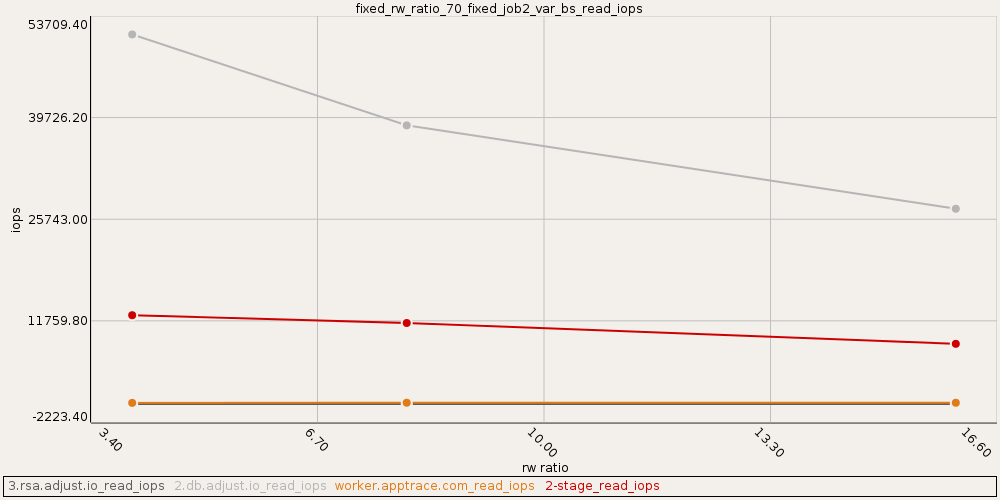 fixed_rw_ratio_70_fixed_job2_var_bs_read_iops
53709.40
39726.20
25743.00
11759.80
-2223.40
iops
3.40 6.70 10.00 13.30 16.60
rw ratio
3.rsa.adjust.io_read_iops 2.db.adjust.io_read_iops worker.apptrace.com_read_iops 2-stage_read_iops